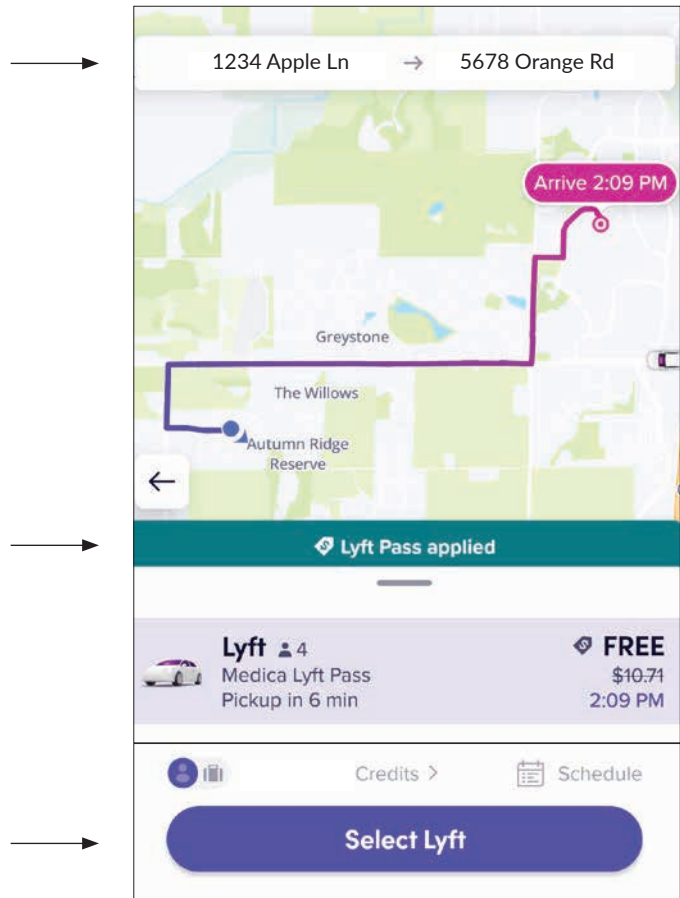 1234 Apple Ln → 5678 Orange Rd
Arrive 2:09 PM
Greystone
The Willows
Autumn Ridge
Reserve
Lyft Pass applied
Lyft 4 FREE
Medica Lyft Pass $10.71
Pickup in 6 min 2:09 PM
Credits > Schedule
Select Lyft